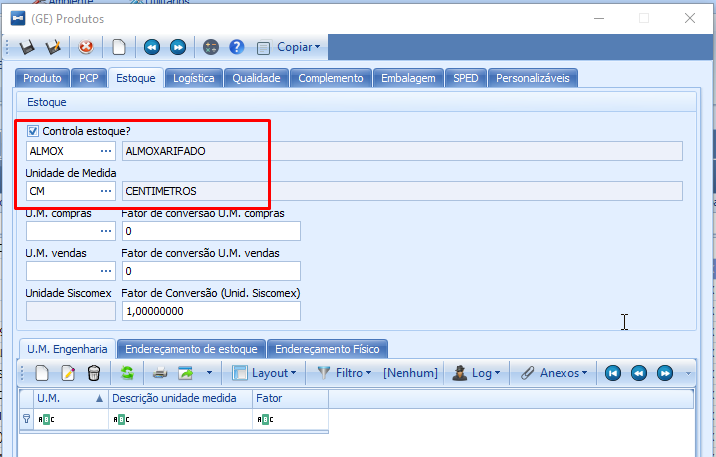 Ambiente Utilitários
(GE) Produtos
Copiar
Produto PCP Estoque Logística Qualidade Complemento Embalagem SPED Personalizáveis
Estoque
Controla estoque?
ALMOX ... ALMOXARIFADO
Unidade de Medida
CM ... CENTIMETROS
U.M. compras Fator de conversão U.M. compras
... 0
U.M. vendas Fator de conversão U.M. vendas
... 0
Unidade Siscomex Fator de Conversão (Unid. Siscomex)
1,00000000
U.M. Engenharia Endereçamento de estoque Endereçamento Físico
Layout Filtro [Nenhum] Log Anexos
U.M. Descrição unidade medida Fator
ABC ABC ABC